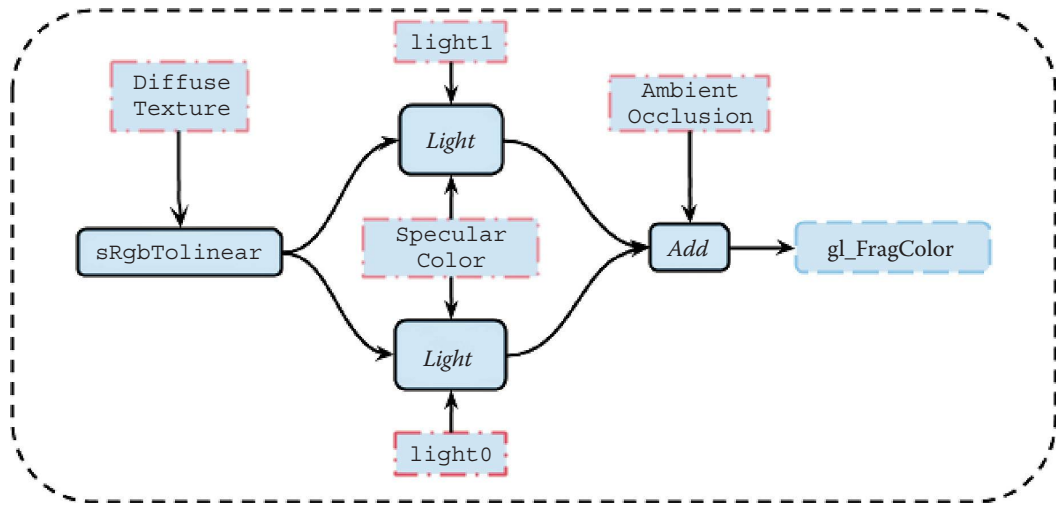 light1
Diffuse
Texture
Ambient
Occlusion
Light
sRgbTolinear
Specular
Color
Add
gl_FragColor
Light
light0